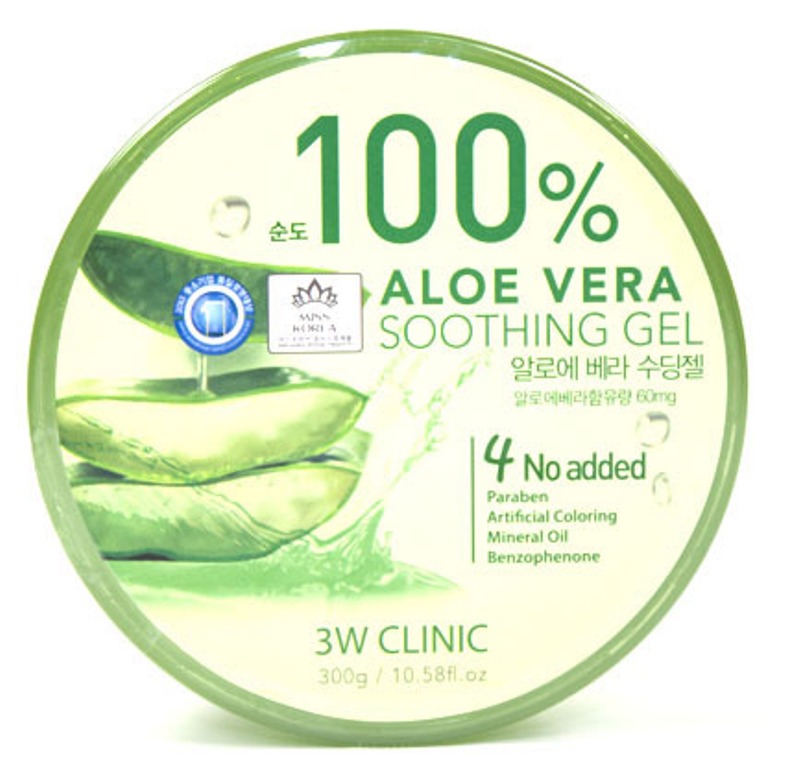 순도 100%
ALOE VERA
SOOTHING GEL
알로에 베라 수딩젤
알로에베라함유량 60mg
MISS
KOREA
4 No added
Paraben
Artificial Coloring
Mineral Oil
Benzophenone
3W CLINIC
300g / 10.58fl.oz